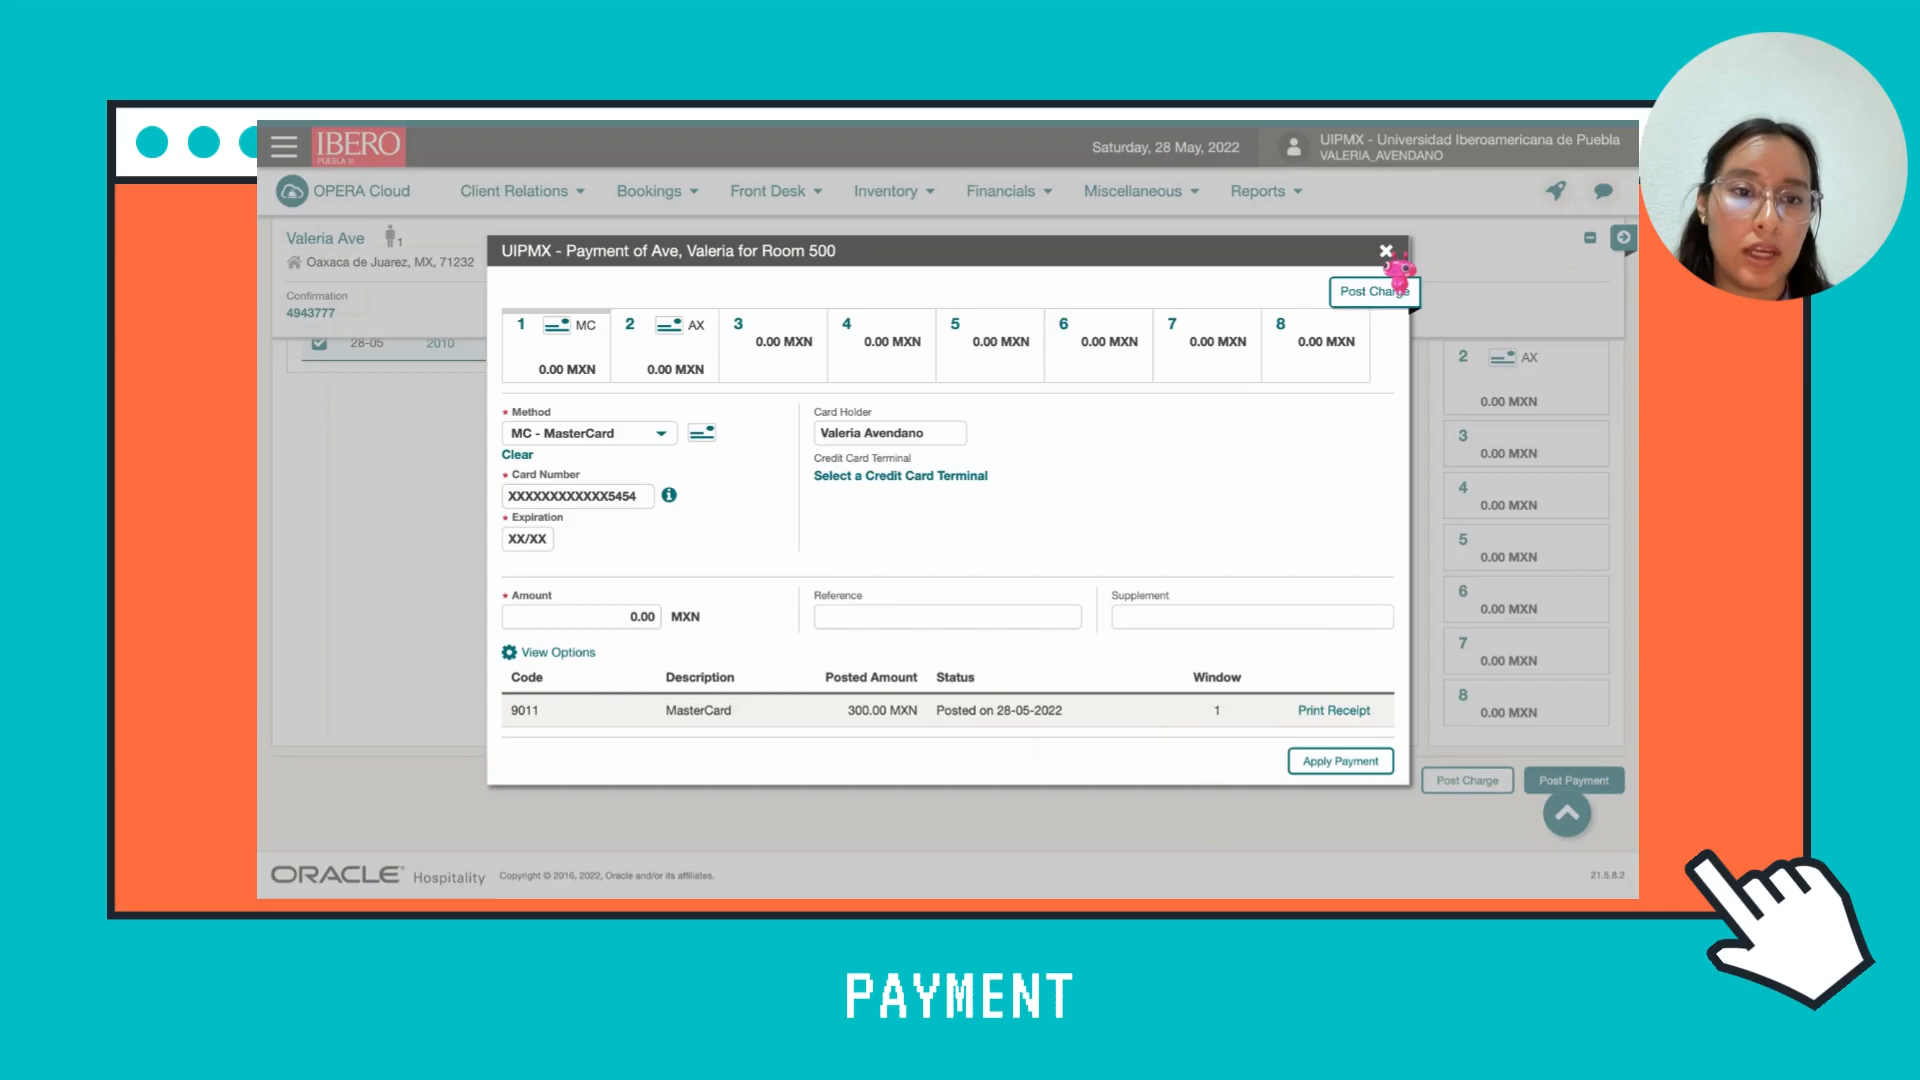 IBERO
PUEBLA
Saturday, 28 May, 2022
UIPMX - Universidad Iberoamericana de Puebla
VALERIA_AVENDANO
OPERA Cloud
Client Relations
Bookings
Front Desk
Inventory
Financials
Miscellaneous
Reports
Valeria Ave
1
Oaxaca de Juarez, MX, 71232
Confirmation
4943777
28-05
2010
UIPMX - Payment of Ave, Valeria for Room 500
Post Charge
1 MC
0.00 MXN
2 AX
0.00 MXN
3
0.00 MXN
4
0.00 MXN
5
0.00 MXN
6
0.00 MXN
7
0.00 MXN
8
0.00 MXN
* Method
MC - MasterCard
Clear
* Card Number
XXXXXXXXXXXX5454
* Expiration
XX/XX
Card Holder
Valeria Avendano
Credit Card Terminal
Select a Credit Card Terminal
* Amount
0.00 MXN
Reference
Supplement
View Options
Code Description Posted Amount Status Window
9011 MasterCard 300.00 MXN Posted on 28-05-2022 1 Print Receipt
Apply Payment
2 AX
0.00 MXN
3
0.00 MXN
4
0.00 MXN
5
0.00 MXN
6
0.00 MXN
7
0.00 MXN
8
0.00 MXN
Post Charge
Post Payment
ORACLE Hospitality
Copyright © 2016, 2022, Oracle and/or its affiliates.
21.5.8.2
PAYMENT